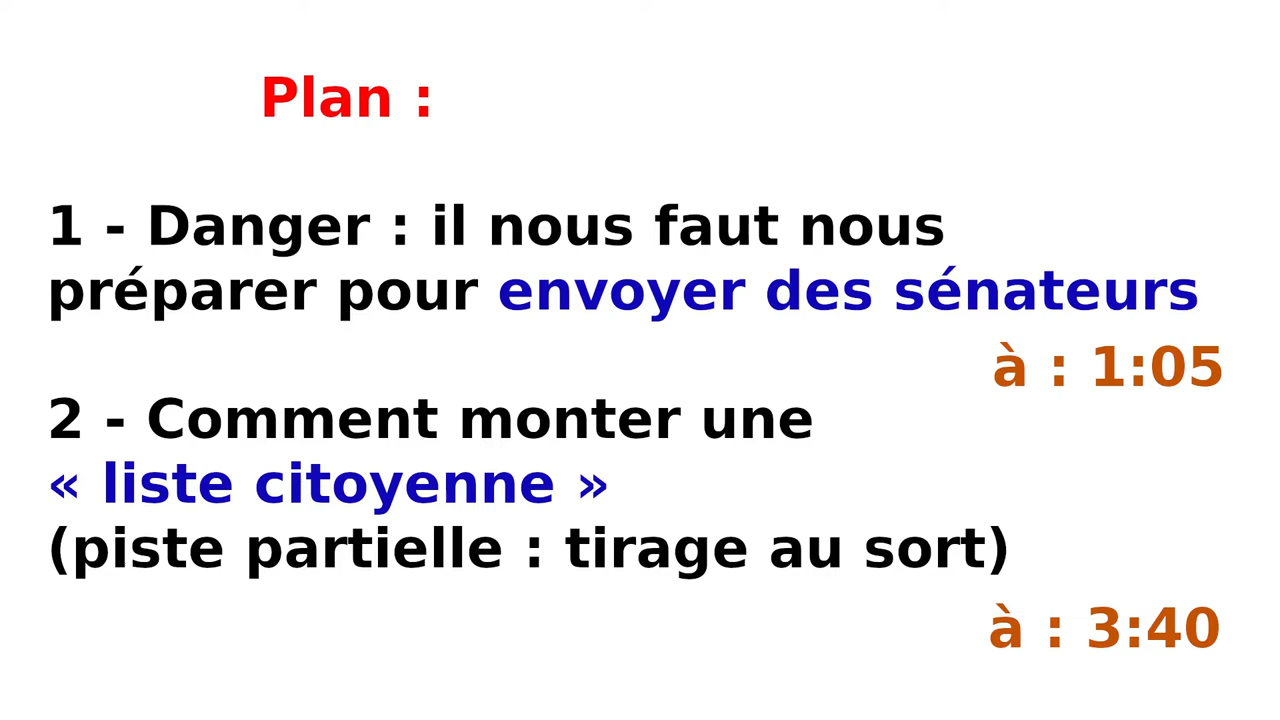 Plan :
1 - Danger : il nous faut nous
préparer pour envoyer des sénateurs
à : 1:05
2 - Comment monter une
« liste citoyenne »
(piste partielle : tirage au sort)
à : 3:40